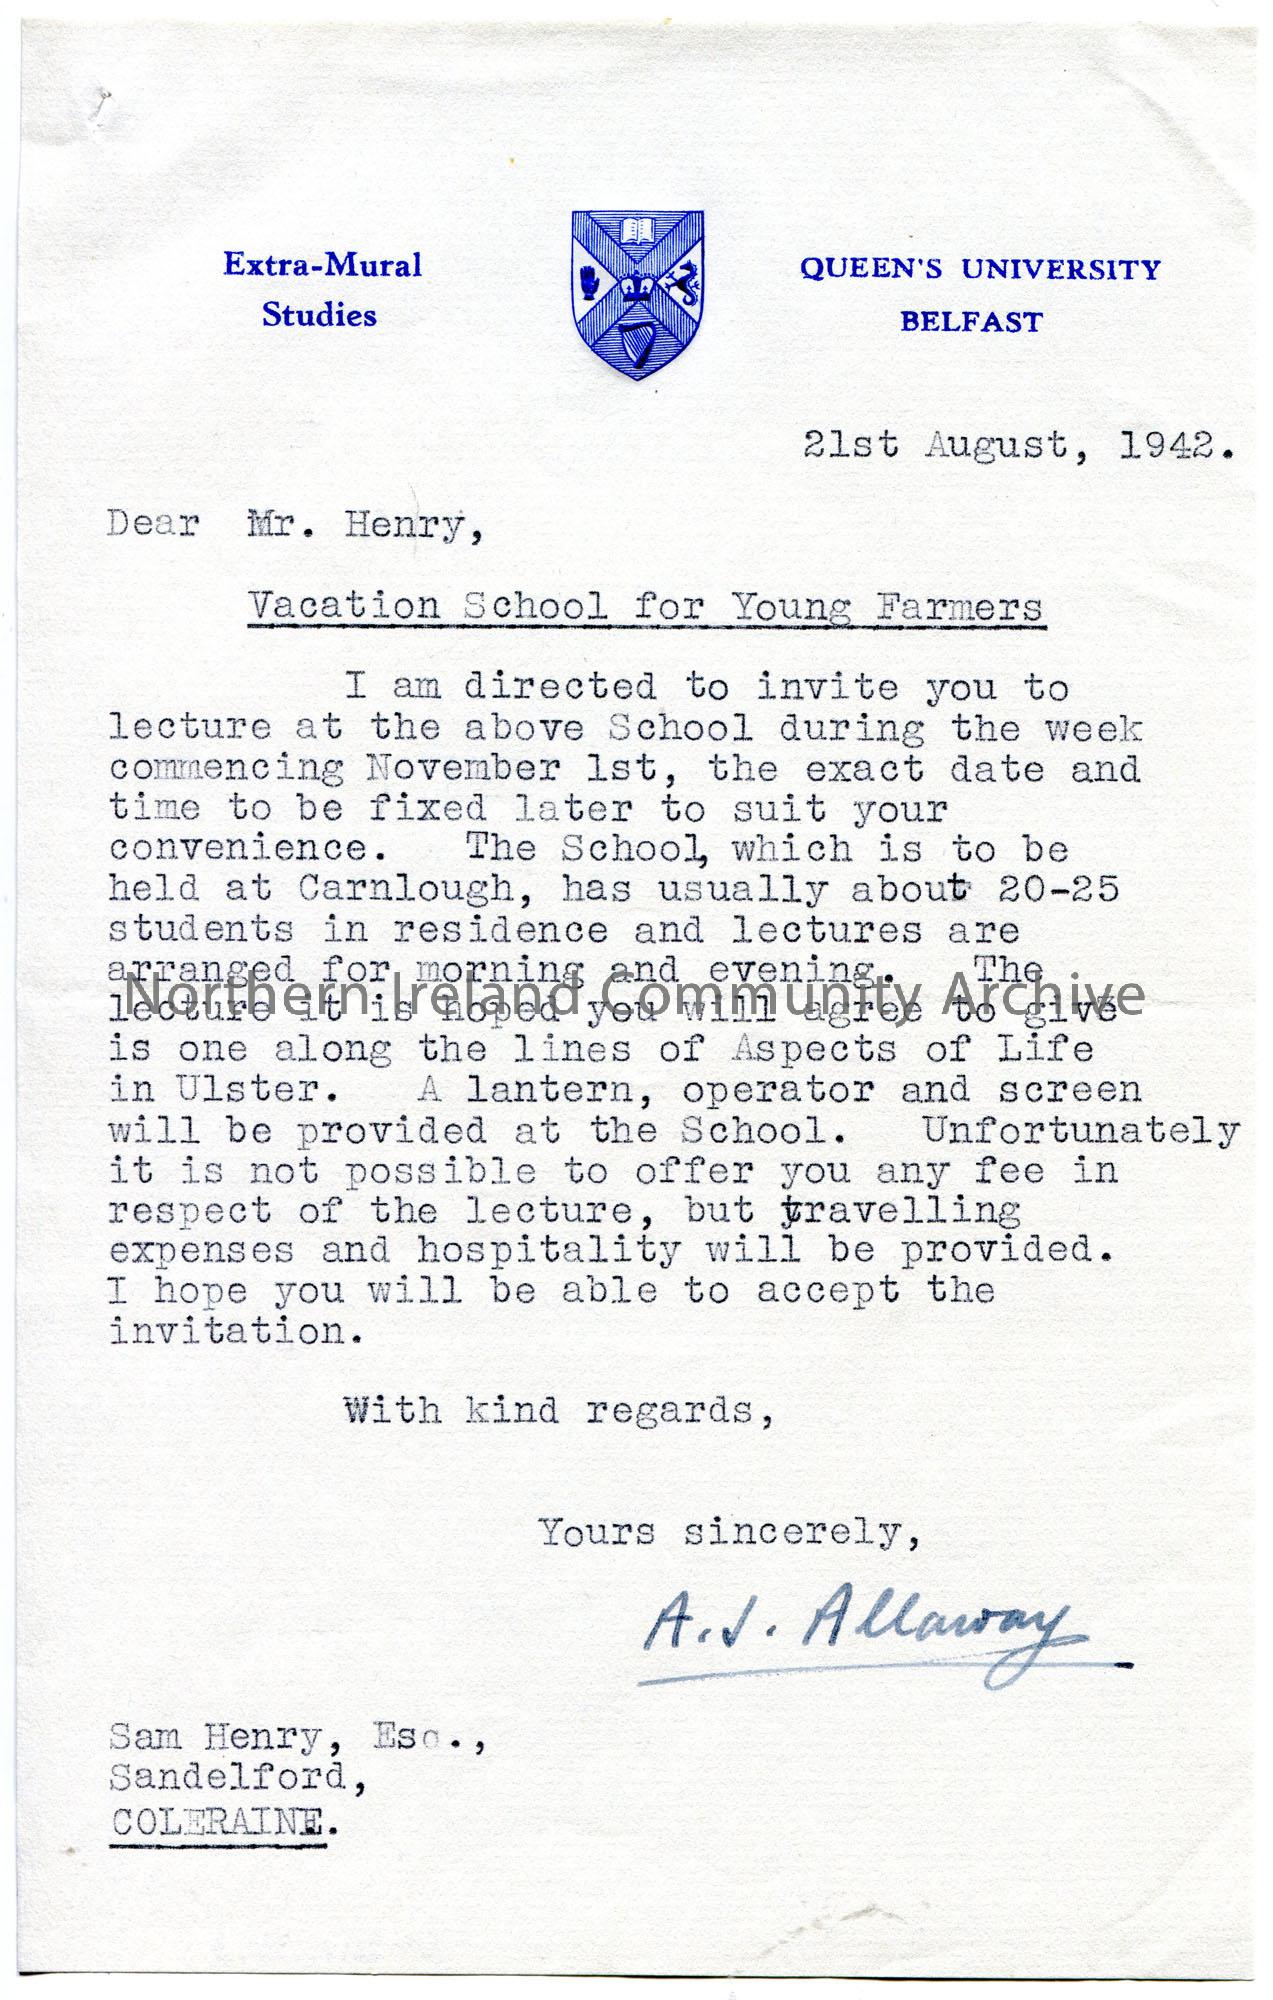 Extra-Mural
Studies
QUEEN'S UNIVERSITY
BELFAST
21st August, 1942.
Dear Mr. Henry,
Vacation School for Young Farmers
I am directed to invite you to
lecture at the above School during the week
commencing November 1st, the exact date and
time to be fixed later to suit your
convenience. The School, which is to be
held at Carnlough, has usually about 20-25
students in residence and lectures are
arranged for morning and evening. The
Northern Ireland Community Archive
lecture it is hoped you will agree to give
is one along the lines of Aspects of Life
in Ulster. A lantern, operator and screen
will be provided at the School. Unfortunately
it is not possible to offer you any fee in
respect of the lecture, but travelling
expenses and hospitality will be provided.
I hope you will be able to accept the
invitation.
With kind regards,
Yours sincerely,
A. J. Allaway
Sam Henry, Esq.,
Sandelford,
COLERAINE.